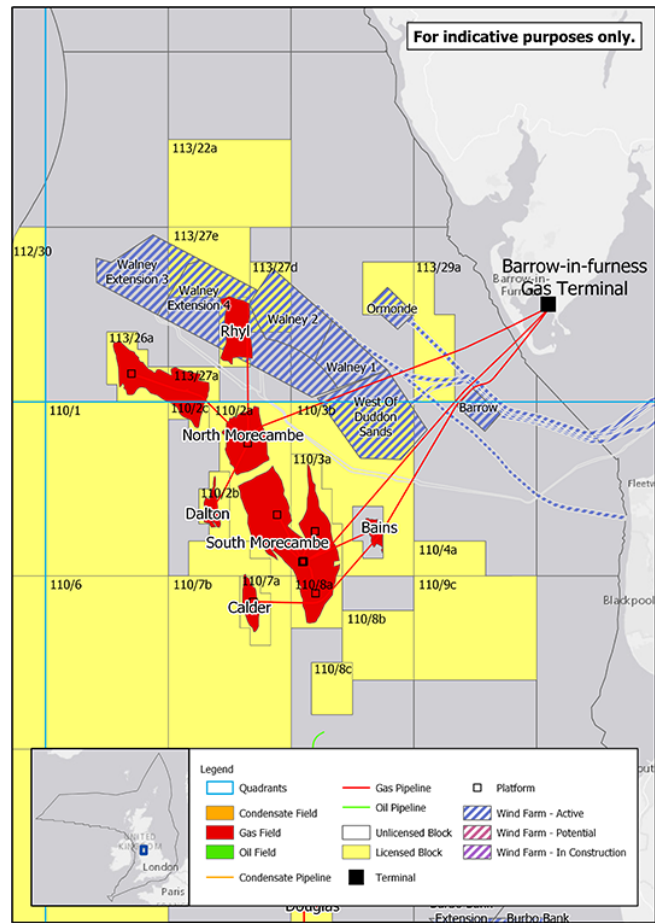 For indicative purposes only.
113/22a
112/30
113/27e
Walney
Extension 3
Walney
Extension 4
113/27d
113/29a
Barrow-in-furness
Gas Terminal
Ormonde
Walney 2
Rhyl
113/26a
113/27a
Walney 1
110/1
110/2c
110/2a
110/3b
West Of
Duddon
Sands
Barrow
North Morecambe
110/3a
110/2b
Dalton
Fleetw
South Morecambe
Bains
110/4a
110/6
110/7b
110/7a
110/8a
110/9c
Calder
Blackpool
110/8b
110/8c
Legend
Quadrants
Condensate Field
Gas Field
Oil Field
Condensate Pipeline
Gas Pipeline
Oil Pipeline
Unlicensed Block
Licensed Block
Terminal
Platform
Wind Farm - Active
Wind Farm - Potential
Wind Farm - In Construction
UNITED
KINGDOM
London
Paris
Douglas
Extension
Burbo Bank